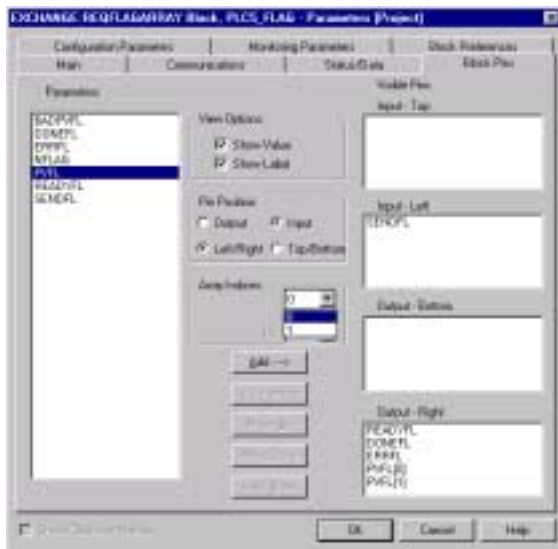 EXCHANGE:REQFLAGARRAY Block, PLC5_FLAG - Parameters [Project]
Configuration Parameters
Monitoring Parameters
Block Preferences
Main
Communications
Status/Data
Block Pins
Parameters
BADPVFL
DONEFL
ERRFL
NFLAG
PVFL
READYFL
SENDFL
View Options
Show Value
Show Label
Pin Position
Output
Input
Left/Right
Top/Bottom
Array Indices
0
0
1
Add --->
Visible Pins
Input - Top
Input - Left
SENDFL
Output - Bottom
Output - Right
READYFL
DONEFL
ERRFL
PVFL[0]
PVFL[1]
OK
Cancel
Help